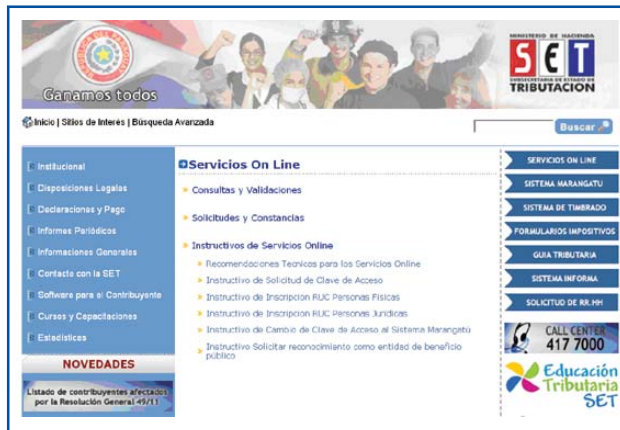 REPUBLICA DEL PARAGUAY
Ganamos todos
MINISTERIO DE HACIENDA
SET
SUBSECRETARIA DE ESTADO DE
TRIBUTACION
Inicio | Sitios de Interés | Búsqueda Avanzada
Buscar
Institucional
Disposiciones Legales
Declaraciones y Pago
Informes Periódicos
Informaciones Generales
Contacto con la SET
Software para el Contribuyente
Cursos y Capacitaciones
Estadísticas
NOVEDADES
Listado de contribuyentes afectados
por la Resolución General 49/11
Servicios On Line
Consultas y Validaciones
Solicitudes y Constancias
Instructivos de Servicios Online
Recomendaciones Tecnicas para los Servicios Online
Instructivo de Solicitud de Clave de Acceso
Instructivo de Inscripcion RUC Personas Fisicas
Instructivo de Inscripcion RUC Personas Juridicas
Instructivo de Cambio de Clave de Acceso al Sistema Marangatú
Instructivo Solicitar reconocimiento como entidad de beneficio
público
SERVICIOS ON LINE
SISTEMA MARANGATU
SISTEMA DE TIMBRADO
FORMULARIOS IMPOSITIVOS
GUIA TRIBUTARIA
SISTEMA INFORMA
SOLICITUD DE RR.HH
CALL CENTER
417 7000
Educación
Tributaria
SET